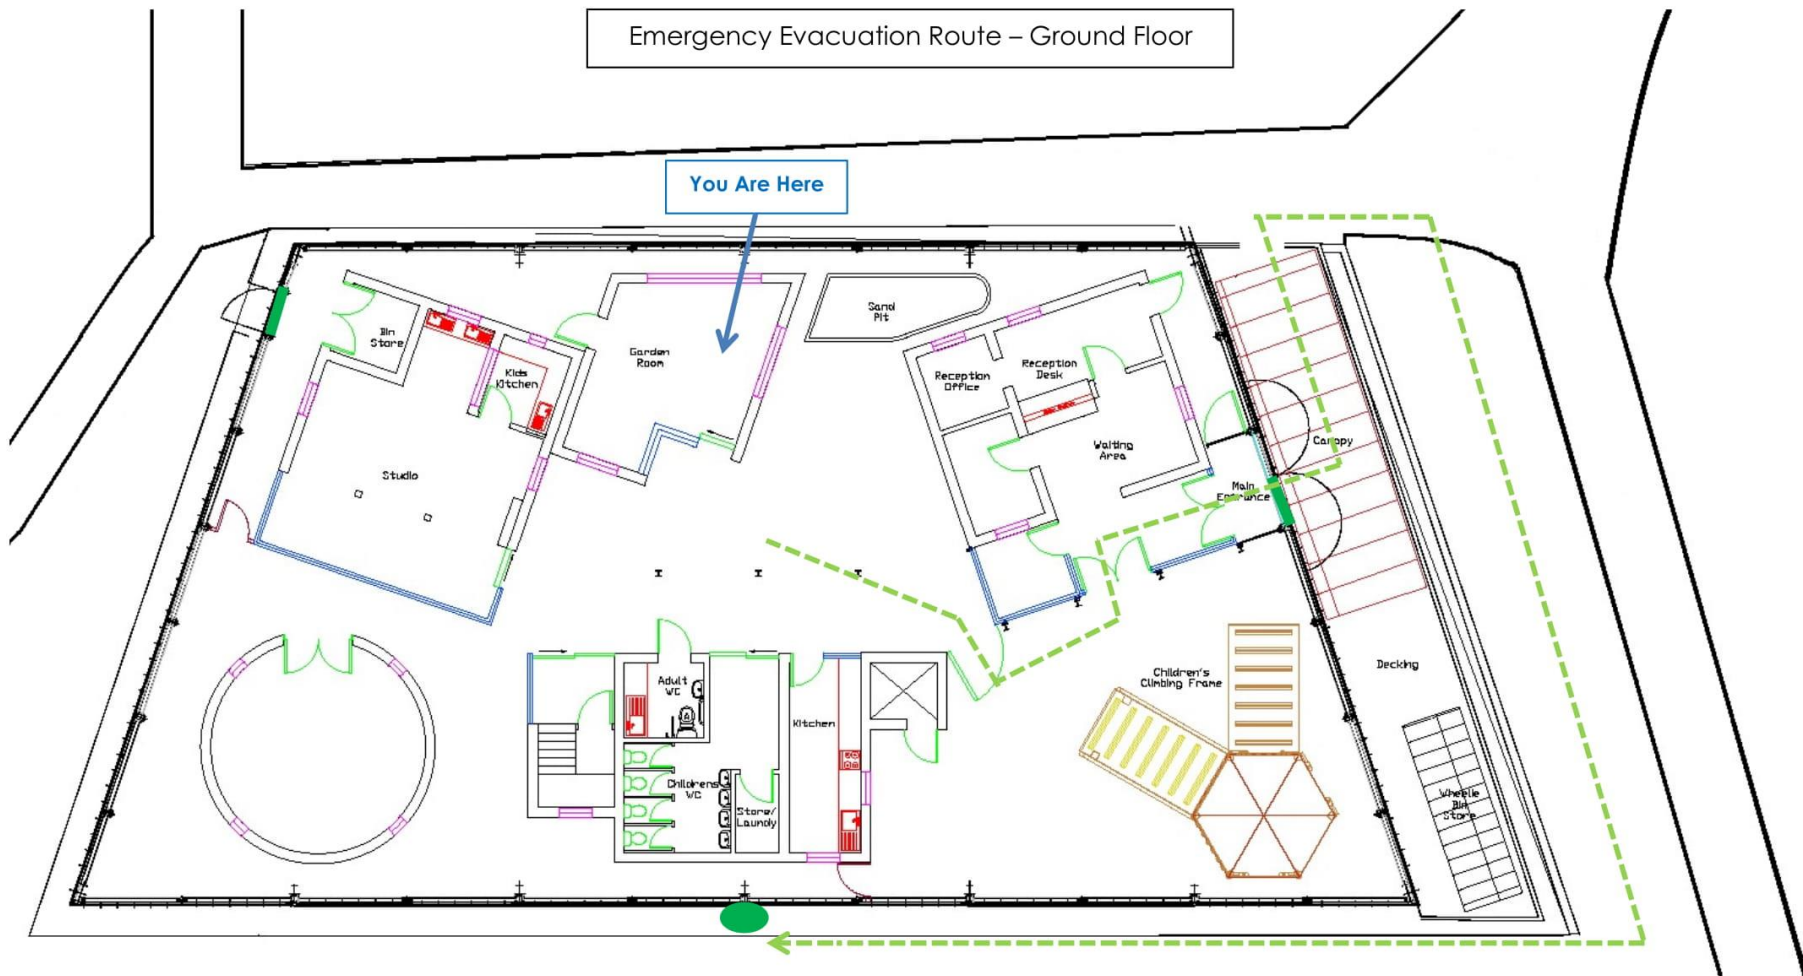 Emergency Evacuation Route – Ground Floor
You Are Here
Sand
Pit
Bin
Store
Garden
Room
Kids
Kitchen
Reception
Office
Reception
Desk
Waiting
Area
Canopy
Studio
Main
Entrance
Children's
Climbing Frame
Decking
Adult
WC
Kitchen
Childrens
WC
Store/
Laundy
Wheelie
Bin
Store